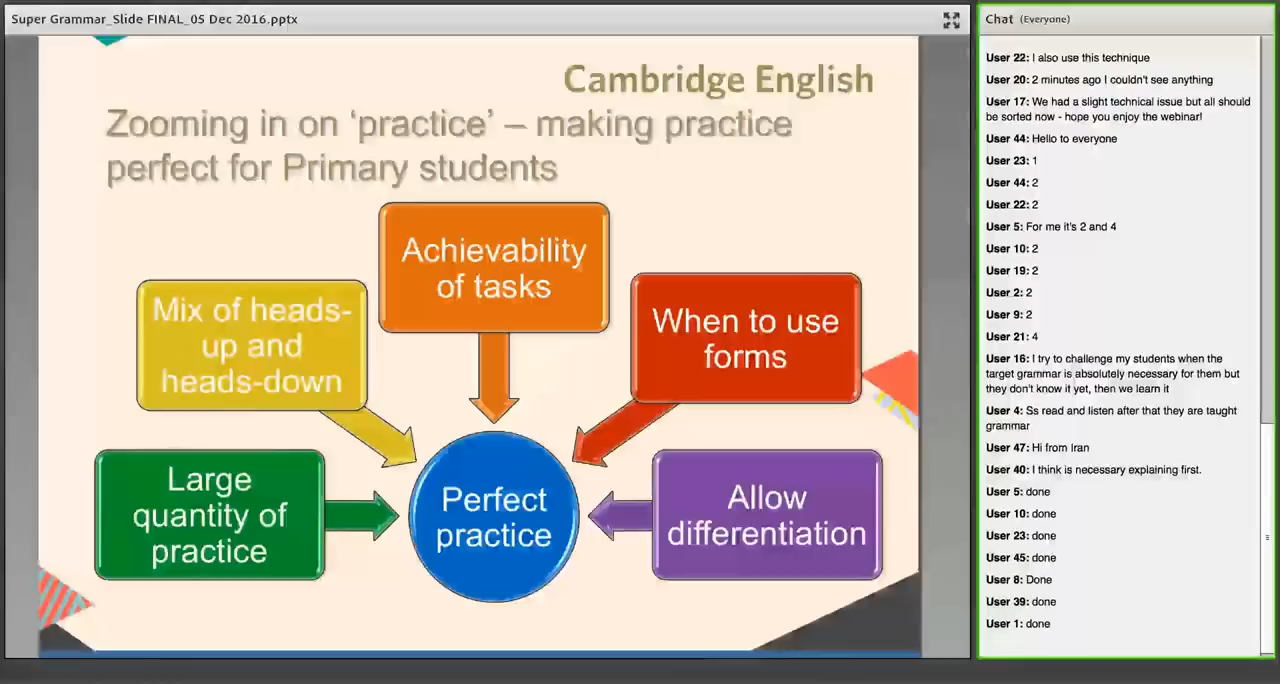 Super Grammar_Slide FINAL_05 Dec 2016.pptx
Cambridge English
Zooming in on ‘practice’ – making practice
perfect for Primary students
Achievability
of tasks
Mix of heads-
up and
heads-down
When to use
forms
Large
quantity of
practice
Perfect
practice
Allow
differentiation
Chat (Everyone)
User 22: I also use this technique
User 20: 2 minutes ago I couldn't see anything
User 17: We had a slight technical issue but all should
be sorted now - hope you enjoy the webinar!
User 44: Hello to everyone
User 23: 1
User 44: 2
User 22: 2
User 5: For me it's 2 and 4
User 10: 2
User 19: 2
User 2: 2
User 9: 2
User 21: 4
User 16: I try to challenge my students when the
target grammar is absolutely necessary for them but
they don't know it yet, then we learn it
User 4: Ss read and listen after that they are taught
grammar
User 47: Hi from Iran
User 40: I think is necessary explaining first.
User 5: done
User 10: done
User 23: done
User 45: done
User 8: Done
User 39: done
User 1: done